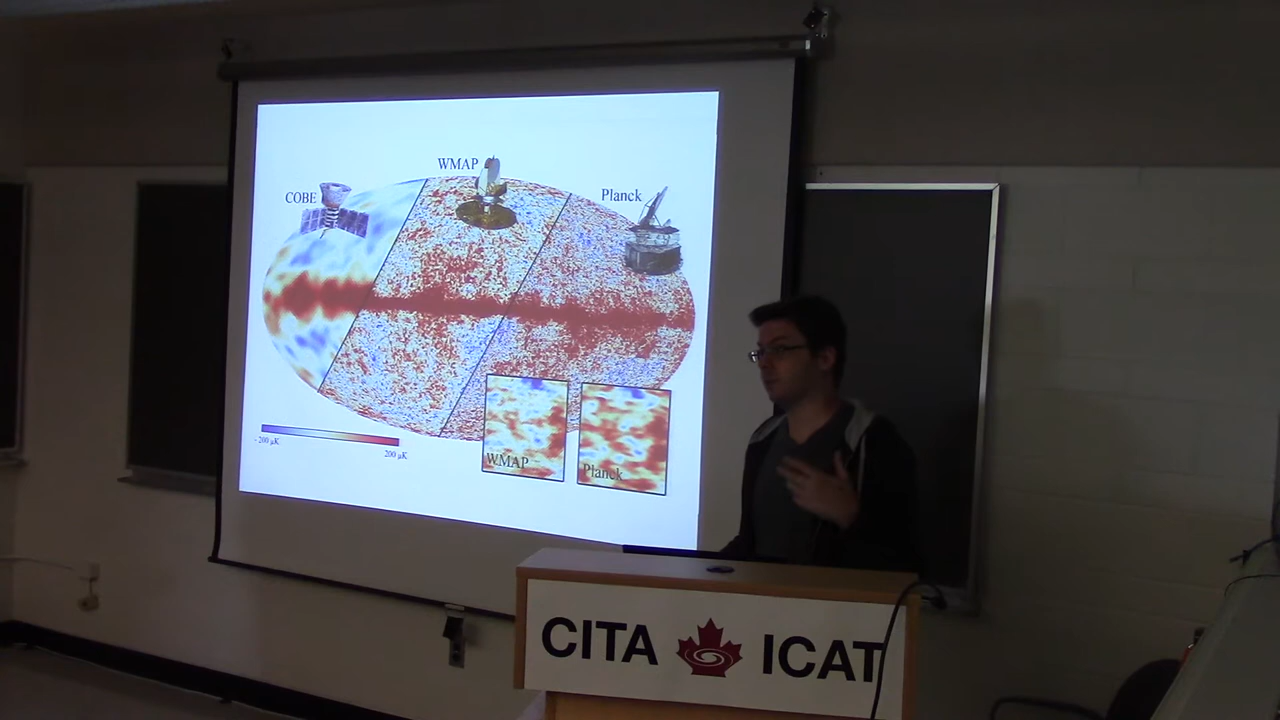 WMAP
COBE
Planck
- 200 µK
200 µK
WMAP
Planck
CITA ICAT